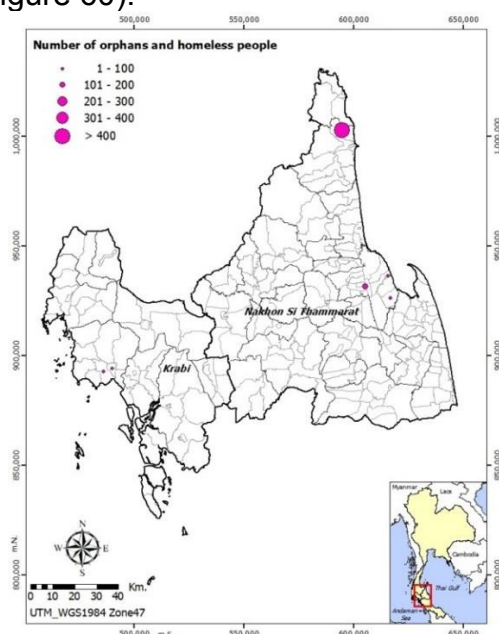 igure 60).
500,000 550,000 600,000 650,000
Number of orphans and homeless people
1 - 100
101 - 200
201 - 300
301 - 400
> 400
1,000,000 1,000,000
950,000 950,000
Nakhon Si Thammarat
900,000 900,000
Krabi
850,000 850,000
Myanmar Laos
Cambodia
N
W E
S
Thai Gulf
Andaman
Sea
800,000 m.N. 800,000
0 5 10 20 30 40 Km.
UTM_WGS1984 Zone47
500,000 550,000 600,000 650,000